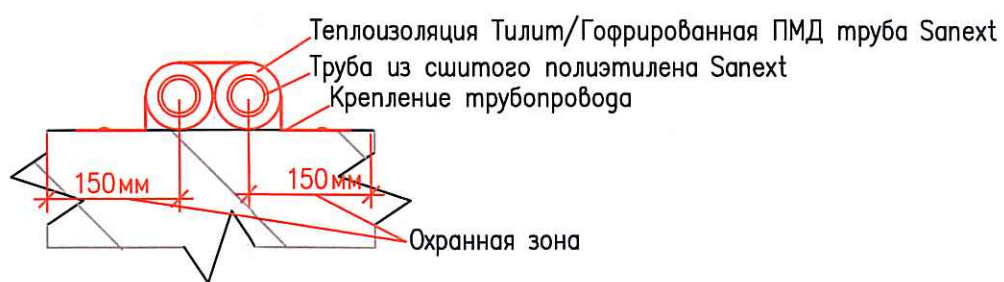 Теплоизоляция Тилит/Гофрированная ПМД труба Sanext
Труба из сшитого полиэтилена Sanext
Крепление трубопровода
150мм 150мм
Охранная зона